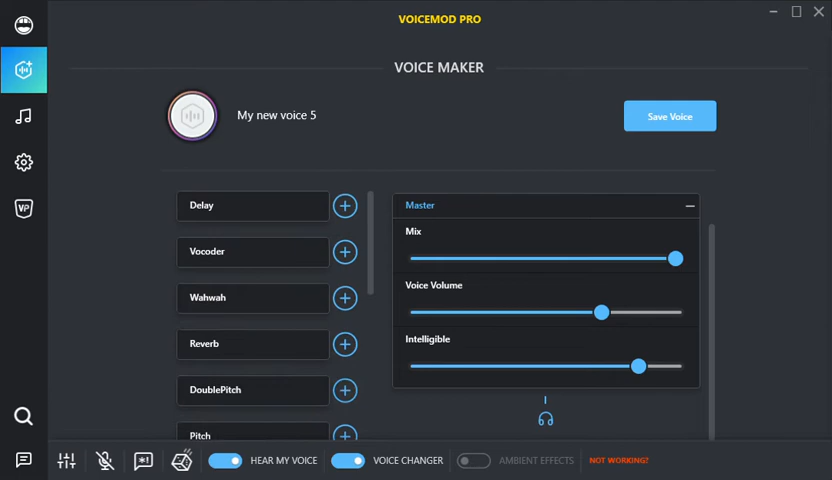 VOICEMOD PRO
VOICE MAKER
My new voice 5
Save Voice
Delay
Vocoder
Wahwah
Reverb
DoublePitch
Pitch
Master
Mix
Voice Volume
Intelligible
VP
*!
HEAR MY VOICE
VOICE CHANGER
AMBIENT EFFECTS
NOT WORKING?